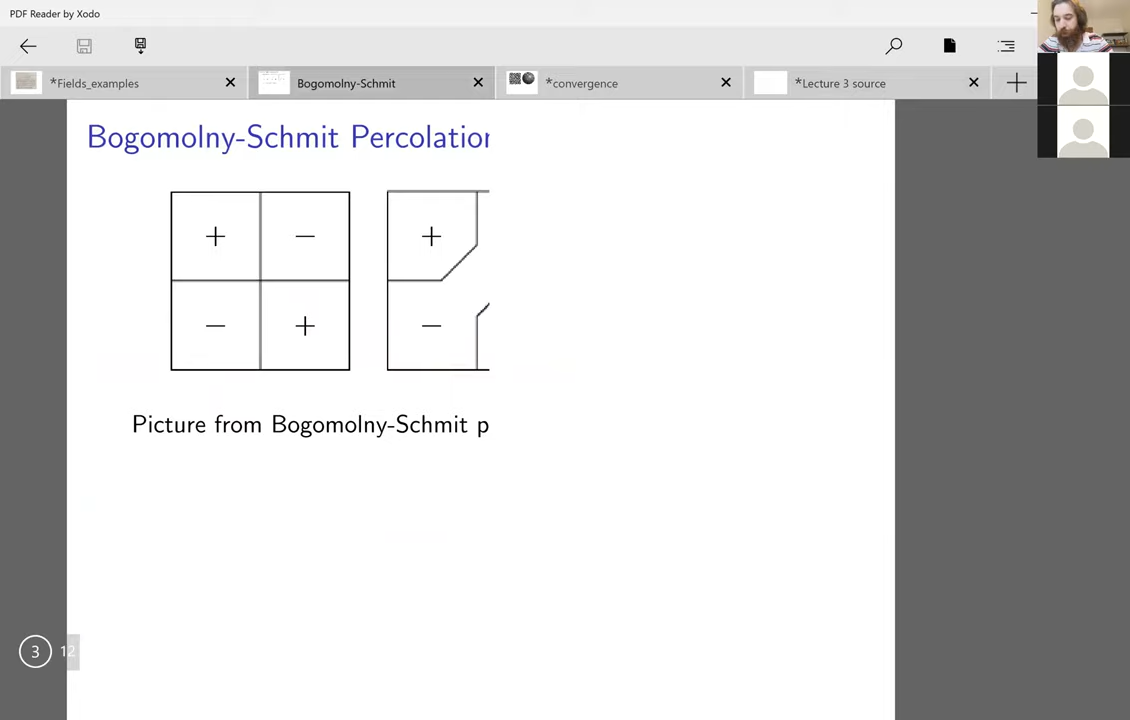 PDF Reader by Xodo
*Fields_examples
Bogomolny-Schmit
*convergence
*Lecture 3 source
Bogomolny-Schmit Percolation
+ − +
− + −
Picture from Bogomolny-Schmit p
3 12